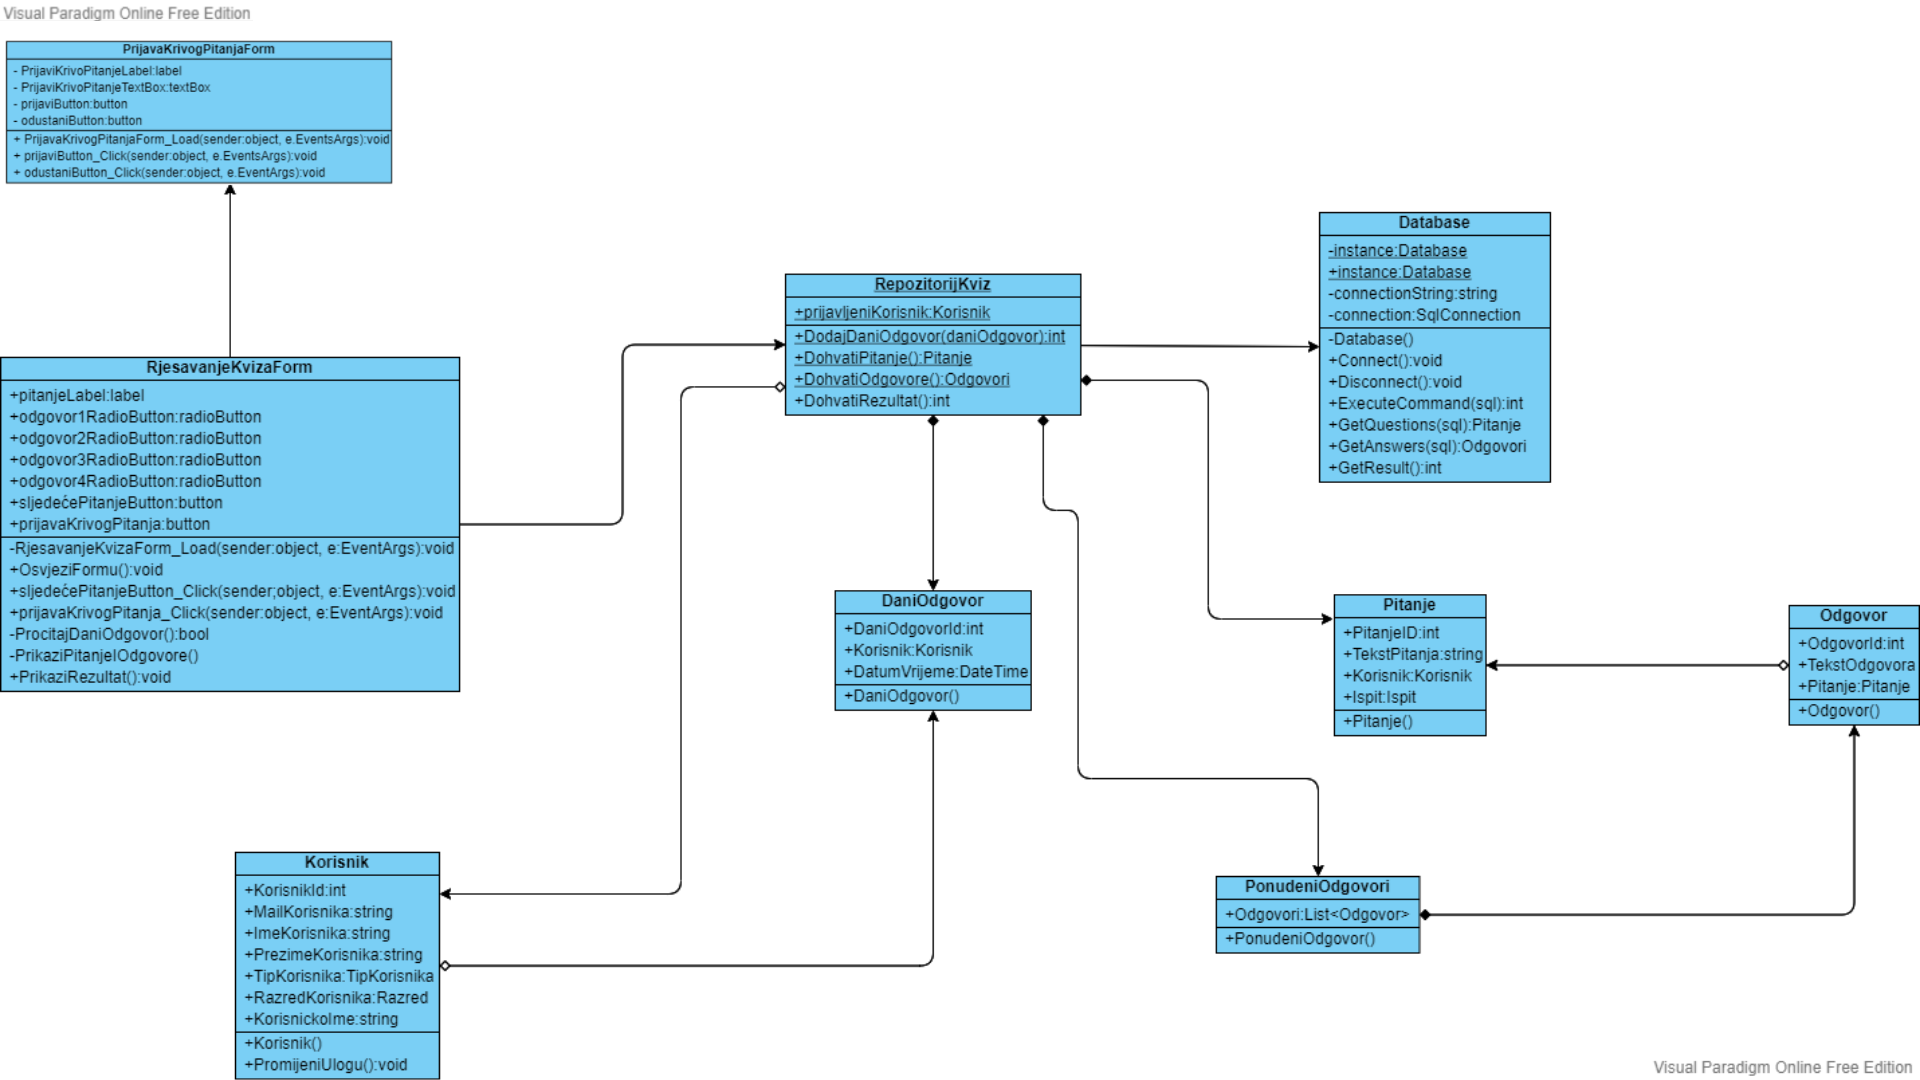 Visual Paradigm Online Free Edition
PrijavaKrivogPitanjaForm
- PrijaviKrivoPitanjeLabel:label
- PrijaviKrivoPitanjeTextBox:textBox
- prijaviButton:button
- odustaniButton:button
+ PrijavaKrivogPitanjaForm_Load(sender:object, e.EventsArgs):void
+ prijaviButton_Click(sender:object, e.EventsArgs):void
+ odustaniButton_Click(sender:object, e.EventArgs):void
RjesavanjeKvizaForm
+pitanjeLabel:label
+odgovor1RadioButton:radioButton
+odgovor2RadioButton:radioButton
+odgovor3RadioButton:radioButton
+odgovor4RadioButton:radioButton
+sljedećePitanjeButton:button
+prijavaKrivogPitanja:button
-RjesavanjeKvizaForm_Load(sender:object, e:EventArgs):void
+OsvjeziFormu():void
+sljedećePitanjeButton_Click(sender;object, e:EventArgs):void
+prijavaKrivogPitanja_Click(sender:object, e:EventArgs):void
-ProcitajDaniOdgovor():bool
-PrikaziPitanjeIOdgovore()
+PrikaziRezultat():void
RepozitorijKviz
+prijavljeniKorisnik:Korisnik
+DodajDaniOdgovor(daniOdgovor):int
+DohvatiPitanje():Pitanje
+DohvatiOdgovore():Odgovori
+DohvatiRezultat():int
Database
-instance:Database
+instance:Database
-connectionString:string
-connection:SqlConnection
-Database()
+Connect():void
+Disconnect():void
+ExecuteCommand(sql):int
+GetQuestions(sql):Pitanje
+GetAnswers(sql):Odgovori
+GetResult():int
DaniOdgovor
+DaniOdgovorId:int
+Korisnik:Korisnik
+DatumVrijeme:DateTime
+DaniOdgovor()
Pitanje
+PitanjeID:int
+TekstPitanja:string
+Korisnik:Korisnik
+Ispit:Ispit
+Pitanje()
Odgovor
+OdgovorId:int
+TekstOdgovora
+Pitanje:Pitanje
+Odgovor()
Korisnik
+KorisnikId:int
+MailKorisnika:string
+ImeKorisnika:string
+PrezimeKorisnika:string
+TipKorisnika:TipKorisnika
+RazredKorisnika:Razred
+KorisnickoIme:string
+Korisnik()
+PromijeniUlogu():void
PonudeniOdgovori
+Odgovori:List<Odgovor>
+PonudeniOdgovor()
Visual Paradigm Online Free Edition